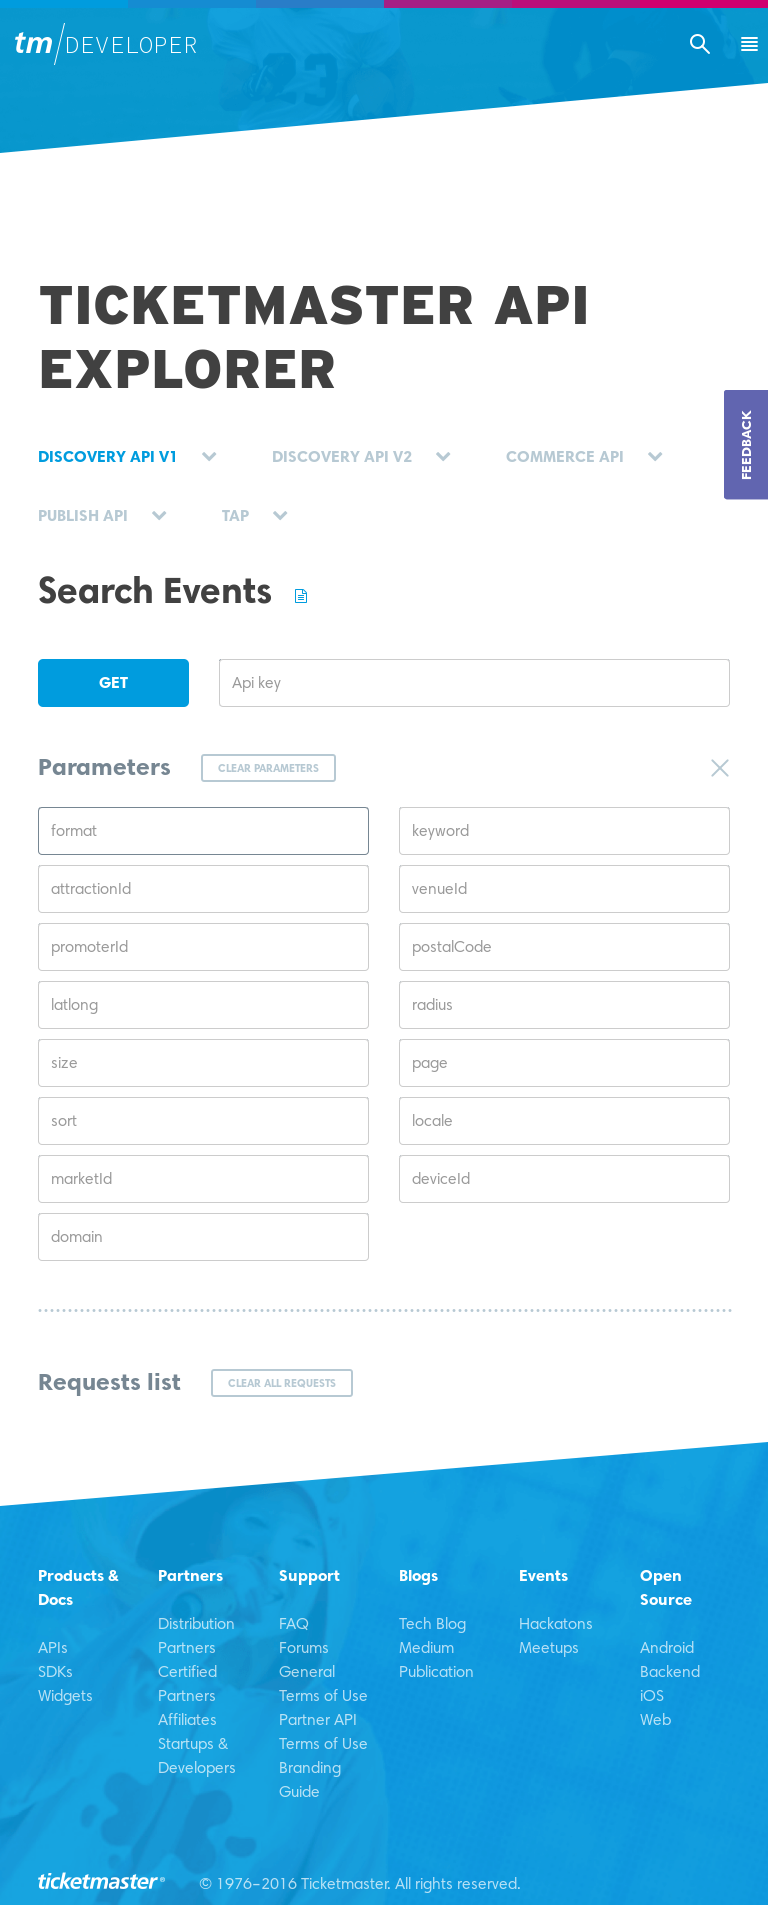 tm/DEVELOPER
23
TICKETMASTER API
EXPLORER
FEEDBACK
DISCOVERY API V1 DISCOVERY API V2 COMMERCE API
PUBLISH API TAP
Search Events
GET Api key
Parameters CLEAR PARAMETERS
format keyword
attractionId venueId
promoterId postalCode
latlong radius
size page
sort locale
marketId deviceId
domain
Requests list CLEAR ALL REQUESTS
Products &
Docs
APIs
SDKs
Widgets
Partners
Distribution
Partners
Certified
Partners
Affiliates
Startups &
Developers
Support
FAQ
Forums
General
Terms of Use
Partner API
Terms of Use
Branding
Guide
Blogs
Tech Blog
Medium
Publication
Events
Hackatons
Meetups
Open
Source
Android
Backend
iOS
Web
ticketmaster® © 1976–2016 Ticketmaster. All rights reserved.